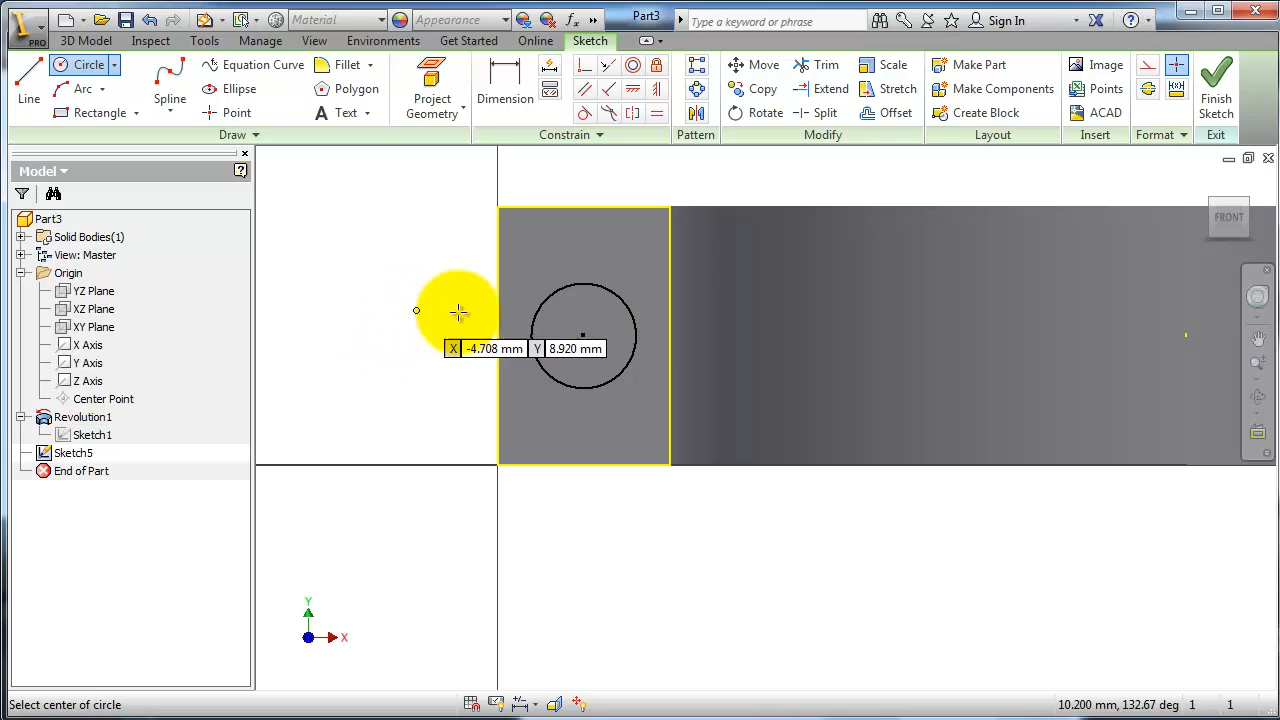 Material
Appearance
Part3
Type a keyword or phrase
Sign In
PRO
3D Model
Inspect
Tools
Manage
View
Environments
Get Started
Online
Sketch
Line
Circle
Arc
Rectangle
Spline
Equation Curve
Ellipse
Point
Fillet
Polygon
A Text
Project
Geometry
Dimension
Move
Copy
Rotate
Trim
Extend
Split
Scale
Stretch
Offset
Make Part
Make Components
Create Block
Image
Points
ACAD
Finish
Sketch
Draw
Constrain
Pattern
Modify
Layout
Insert
Format
Exit
Model
Part3
Solid Bodies(1)
View: Master
Origin
YZ Plane
XZ Plane
XY Plane
X Axis
Y Axis
Z Axis
Center Point
Revolution1
Sketch1
Sketch5
End of Part
FRONT
X -4.708 mm Y 8.920 mm
Y
X
Select center of circle
10.200 mm, 132.67 deg 1 1